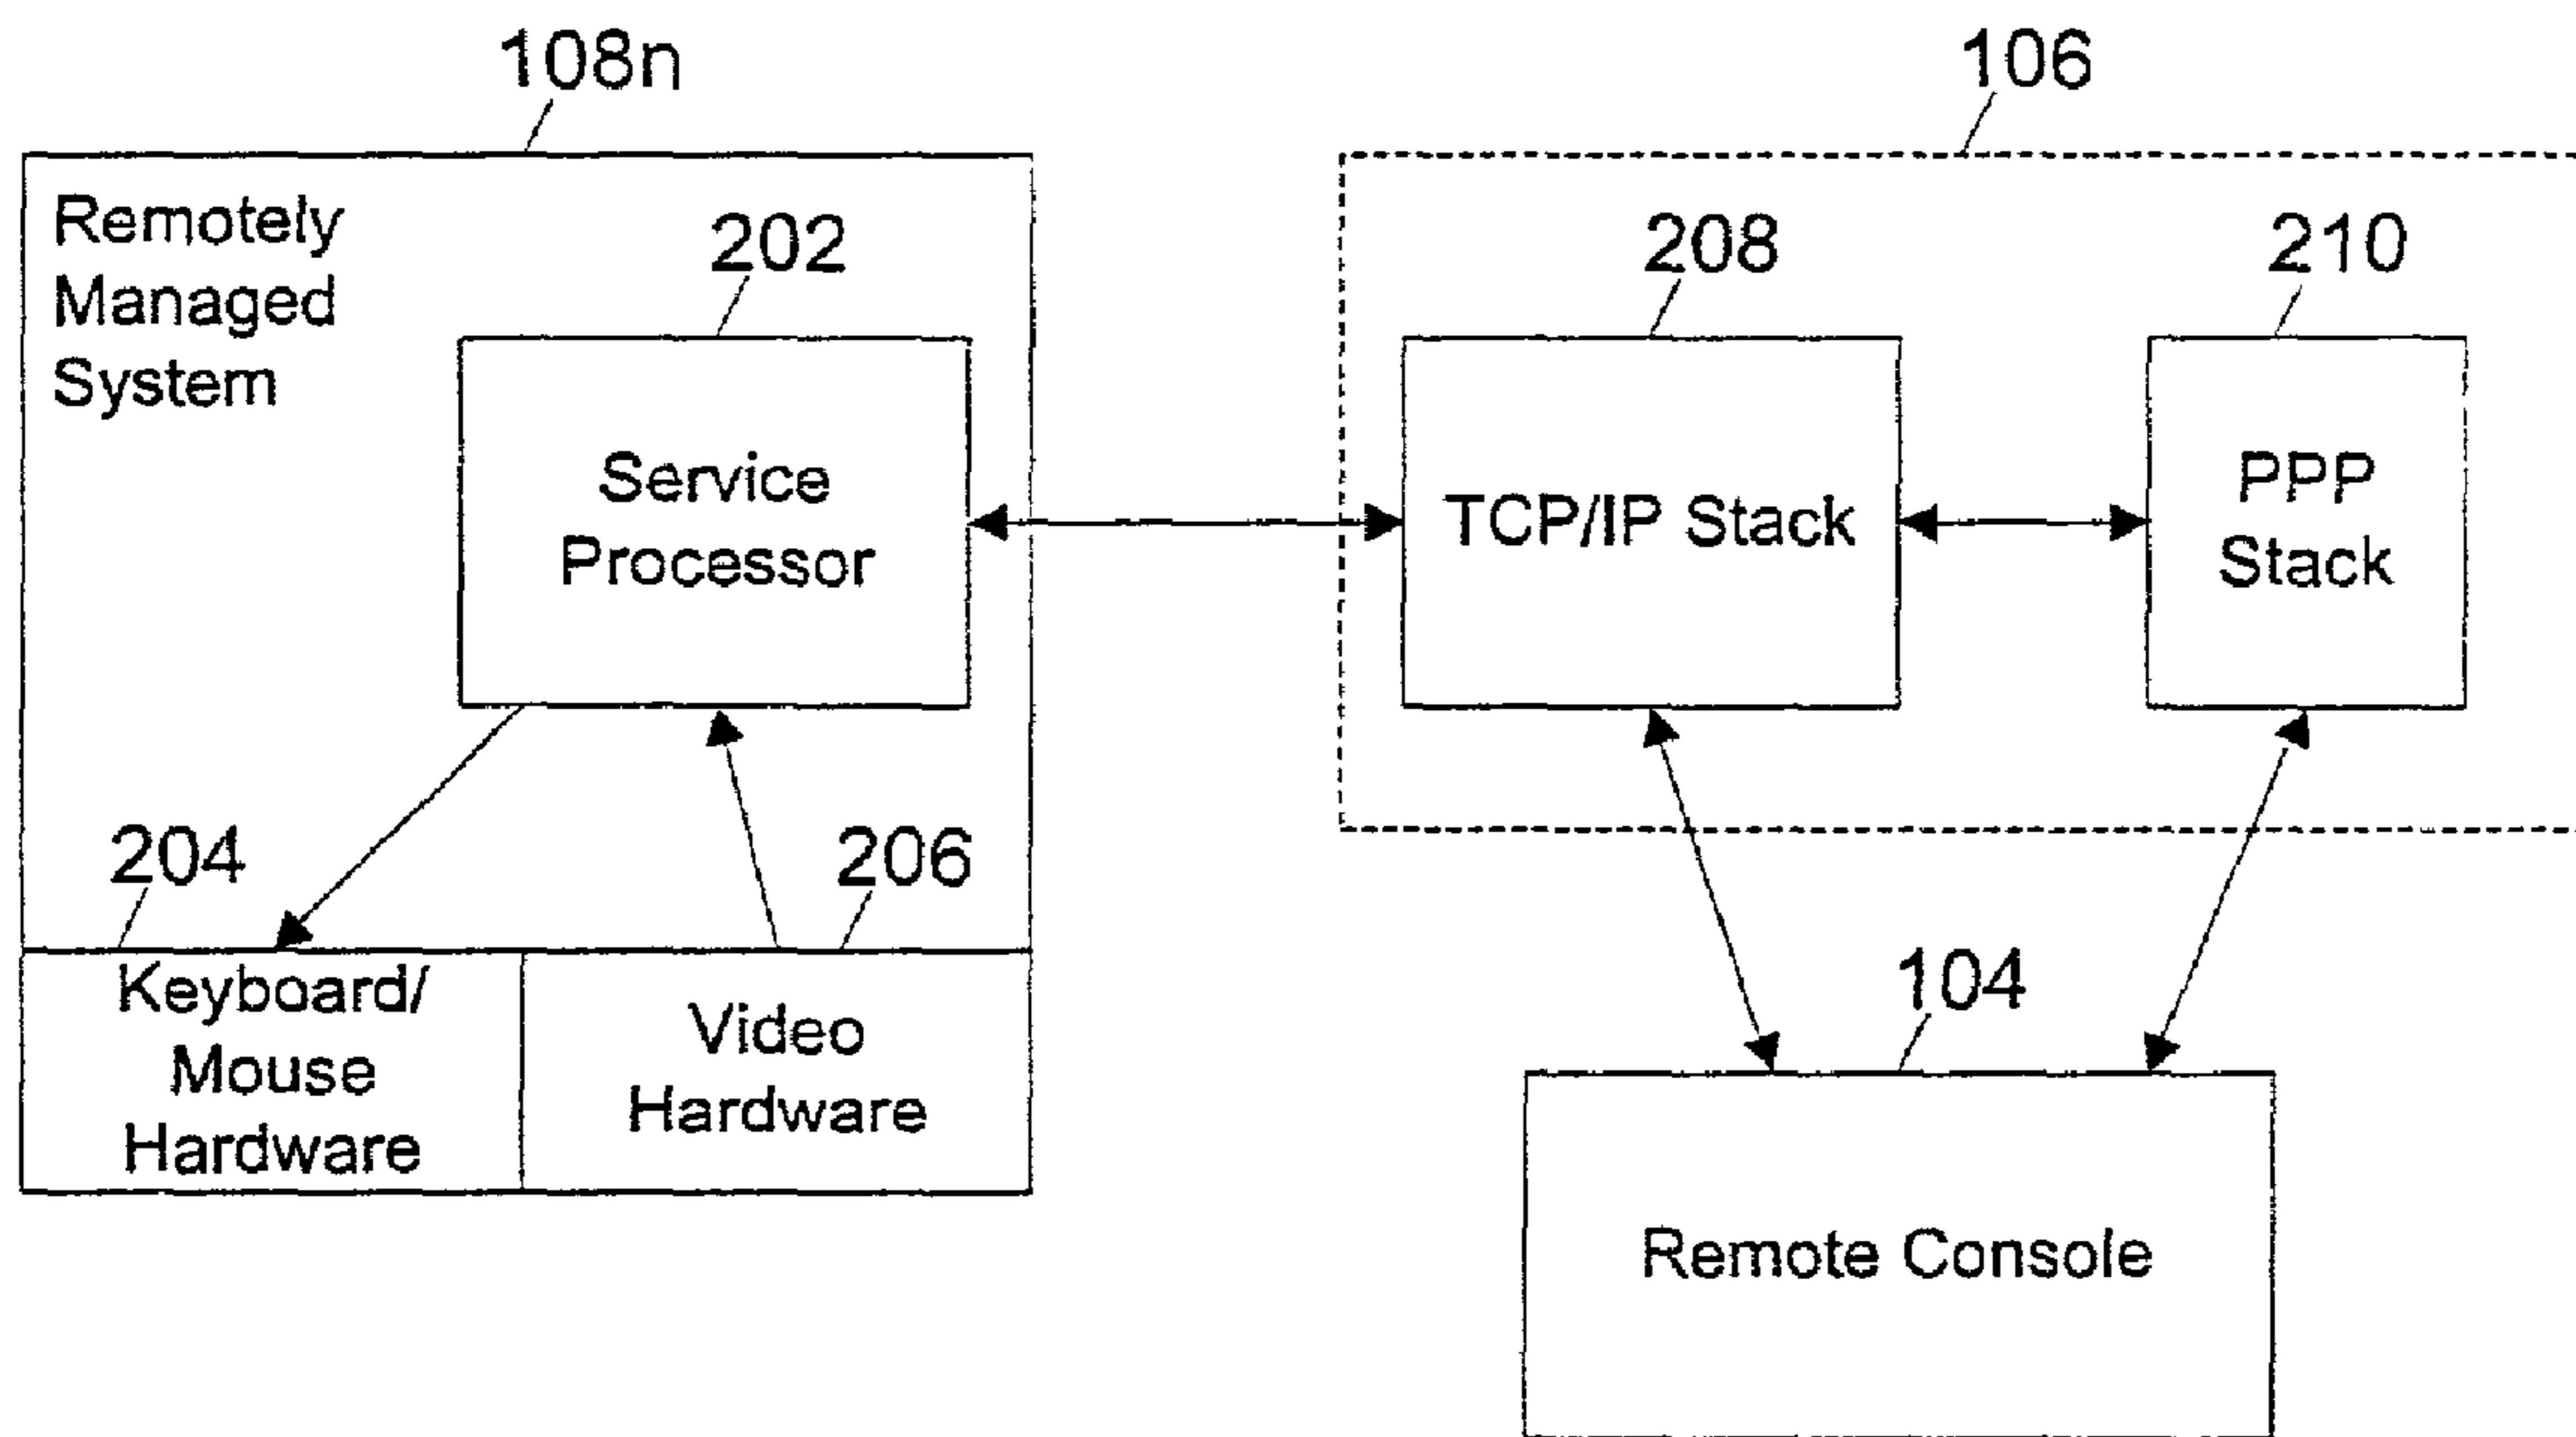 108n
106
Remotely
Managed
System
202
208
210
Service
Processor
TCP/IP Stack
PPP
Stack
204
206
104
Keyboard/
Mouse
Hardware
Video
Hardware
Remote Console